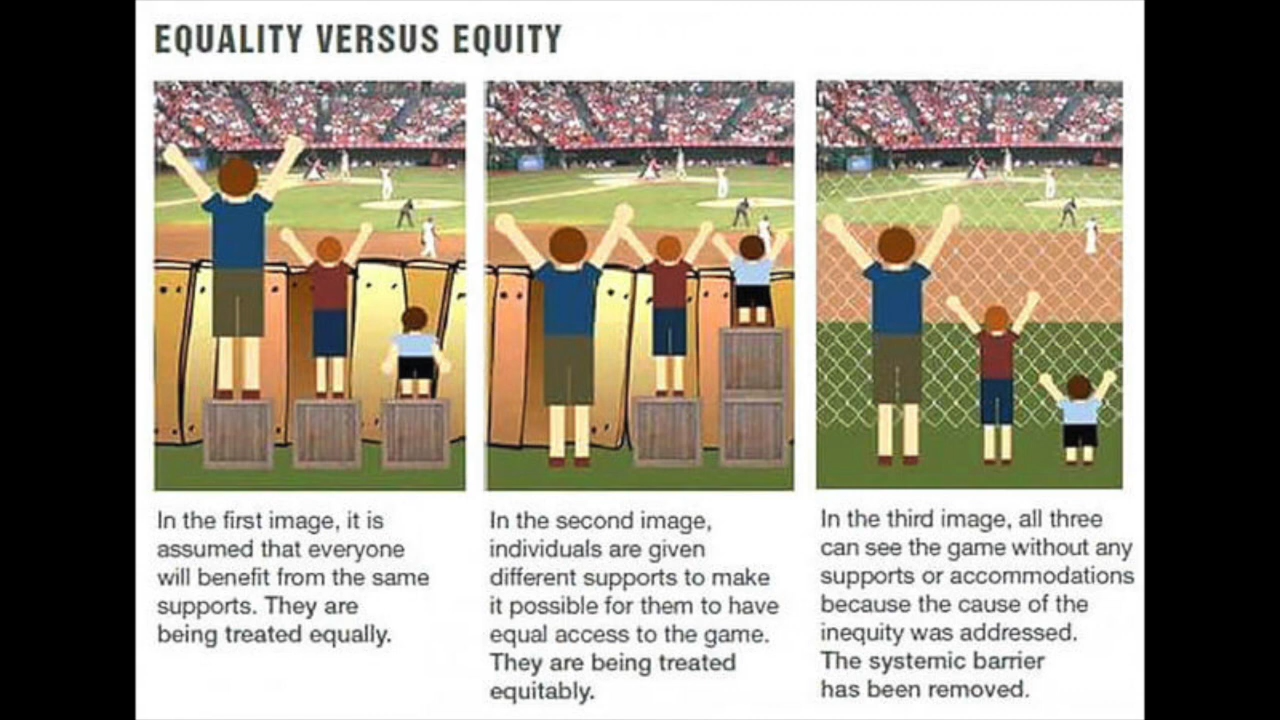 EQUALITY VERSUS EQUITY
In the first image, it is
assumed that everyone
will benefit from the same
supports. They are
being treated equally.
In the second image,
individuals are given
different supports to make
it possible for them to have
equal access to the game.
They are being treated
equitably.
In the third image, all three
can see the game without any
supports or accommodations
because the cause of the
inequity was addressed.
The systemic barrier
has been removed.